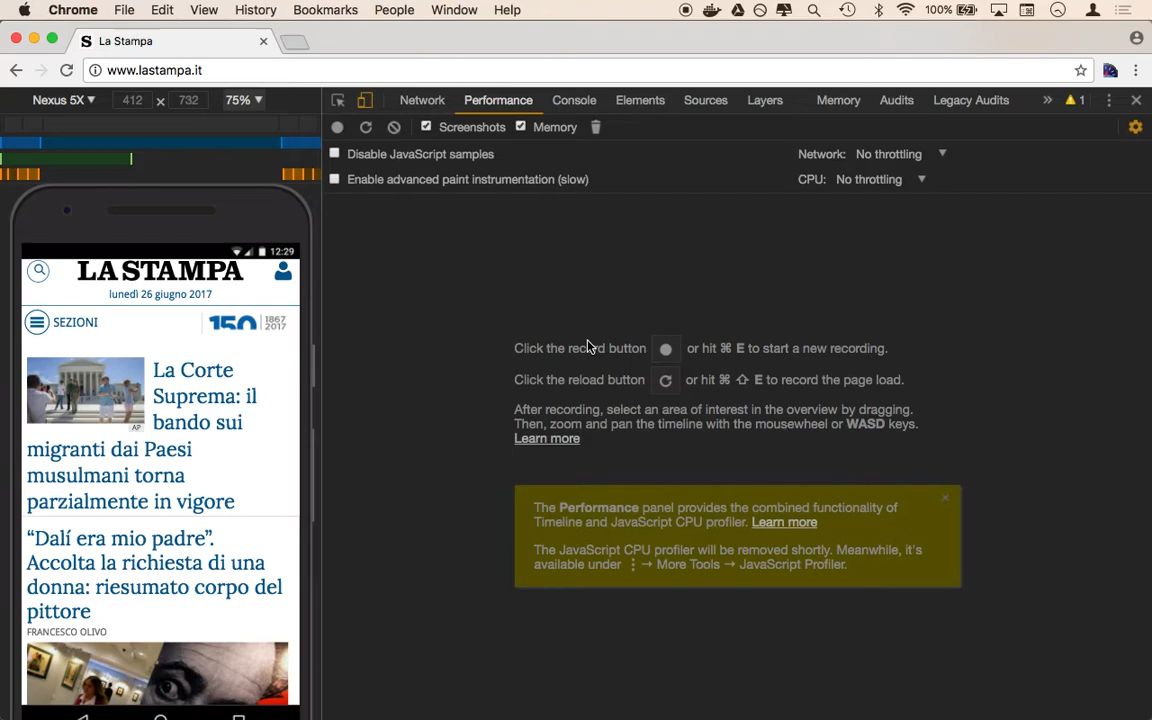 Chrome File Edit View History Bookmarks People Window Help 100%
S La Stampa ×
www.lastampa.it
Nexus 5X ▼ 412 × 732 75% ▼
Network Performance Console Elements Sources Layers Memory Audits Legacy Audits » 1
Screenshots Memory
Disable JavaScript samples
Network: No throttling ▼
Enable advanced paint instrumentation (slow)
CPU: No throttling ▼
12:29
LA STAMPA
lunedì 26 giugno 2017
SEZIONI
150 1867
2017
La Corte
Suprema: il
bando sui
AP
migranti dai Paesi
musulmani torna
parzialmente in vigore
“Dalí era mio padre”.
Accolta la richiesta di una
donna: riesumato corpo del
pittore
FRANCESCO OLIVO
Click the record button or hit ⌘ E to start a new recording.
Click the reload button or hit ⌘ ⇧ E to record the page load.
After recording, select an area of interest in the overview by dragging.
Then, zoom and pan the timeline with the mousewheel or WASD keys.
Learn more
The Performance panel provides the combined functionality of
Timeline and JavaScript CPU profiler. Learn more
The JavaScript CPU profiler will be removed shortly. Meanwhile, it's
available under ⋮ → More Tools → JavaScript Profiler.